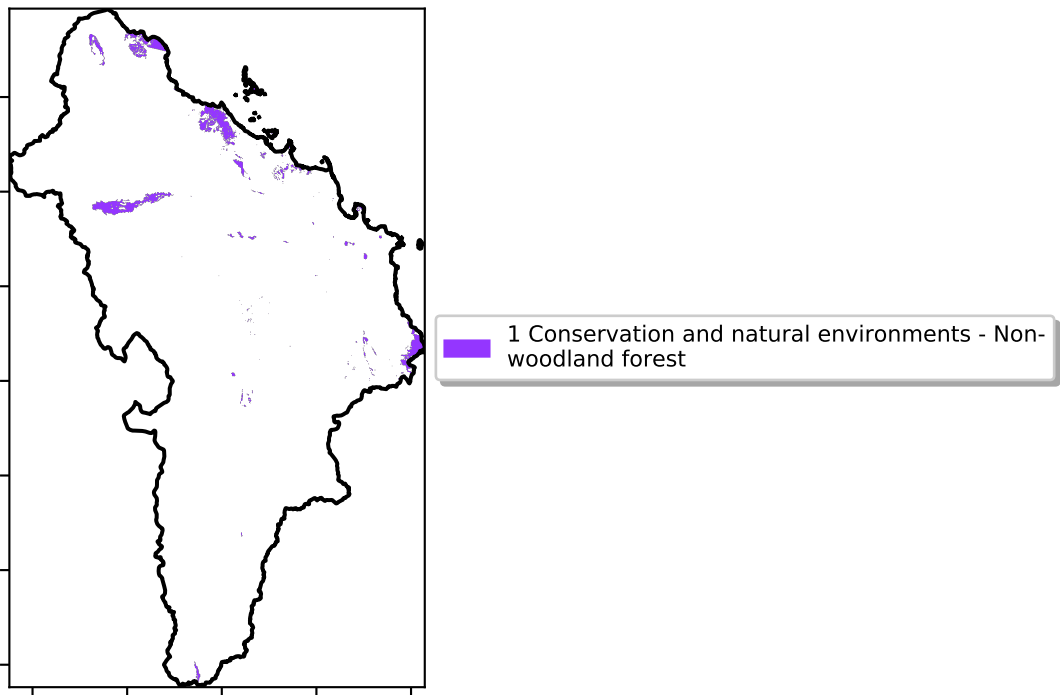 1 Conservation and natural environments - Non-
woodland forest